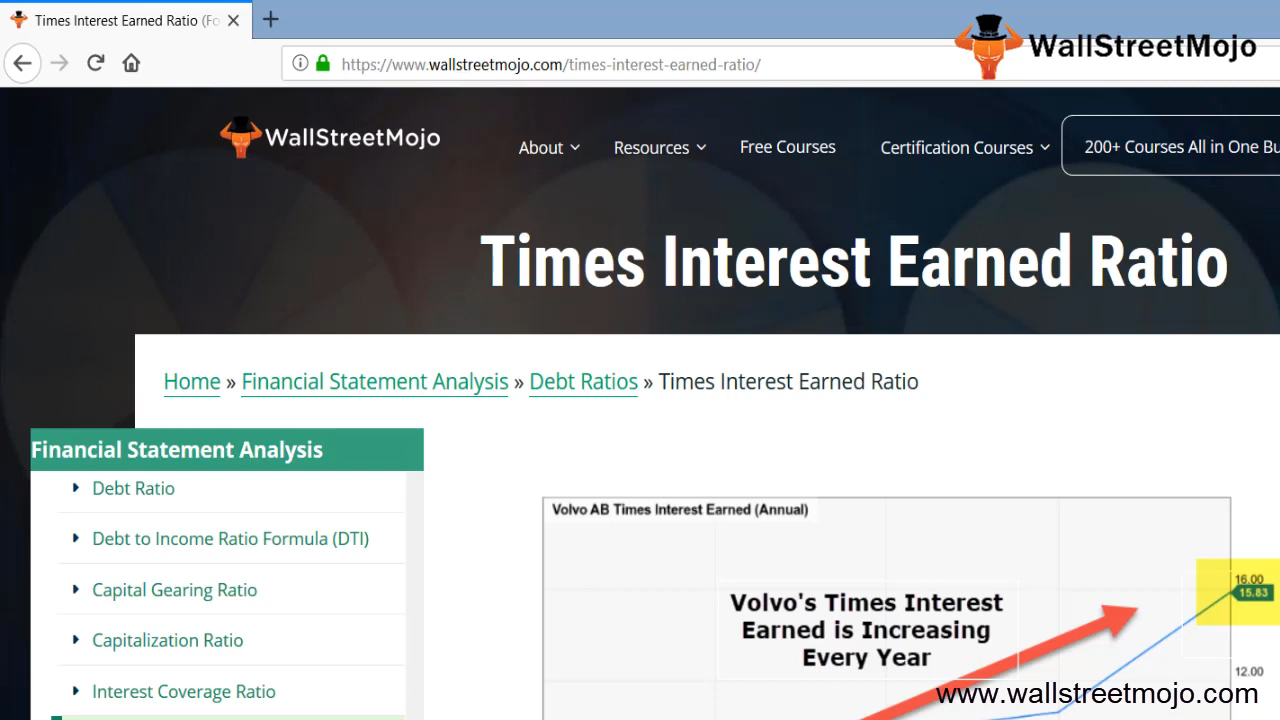 Times Interest Earned Ratio (Fo
WallStreetMojo
https://www.wallstreetmojo.com/times-interest-earned-ratio/
WallStreetMojo
About
Resources
Free Courses
Certification Courses
200+ Courses All in One Bu
Times Interest Earned Ratio
Home » Financial Statement Analysis » Debt Ratios » Times Interest Earned Ratio
Financial Statement Analysis
Debt Ratio
Debt to Income Ratio Formula (DTI)
Capital Gearing Ratio
Capitalization Ratio
Interest Coverage Ratio
Volvo AB Times Interest Earned (Annual)
Volvo's Times Interest
Earned is Increasing
Every Year
16.00
15.83
12.00
www.wallstreetmojo.com